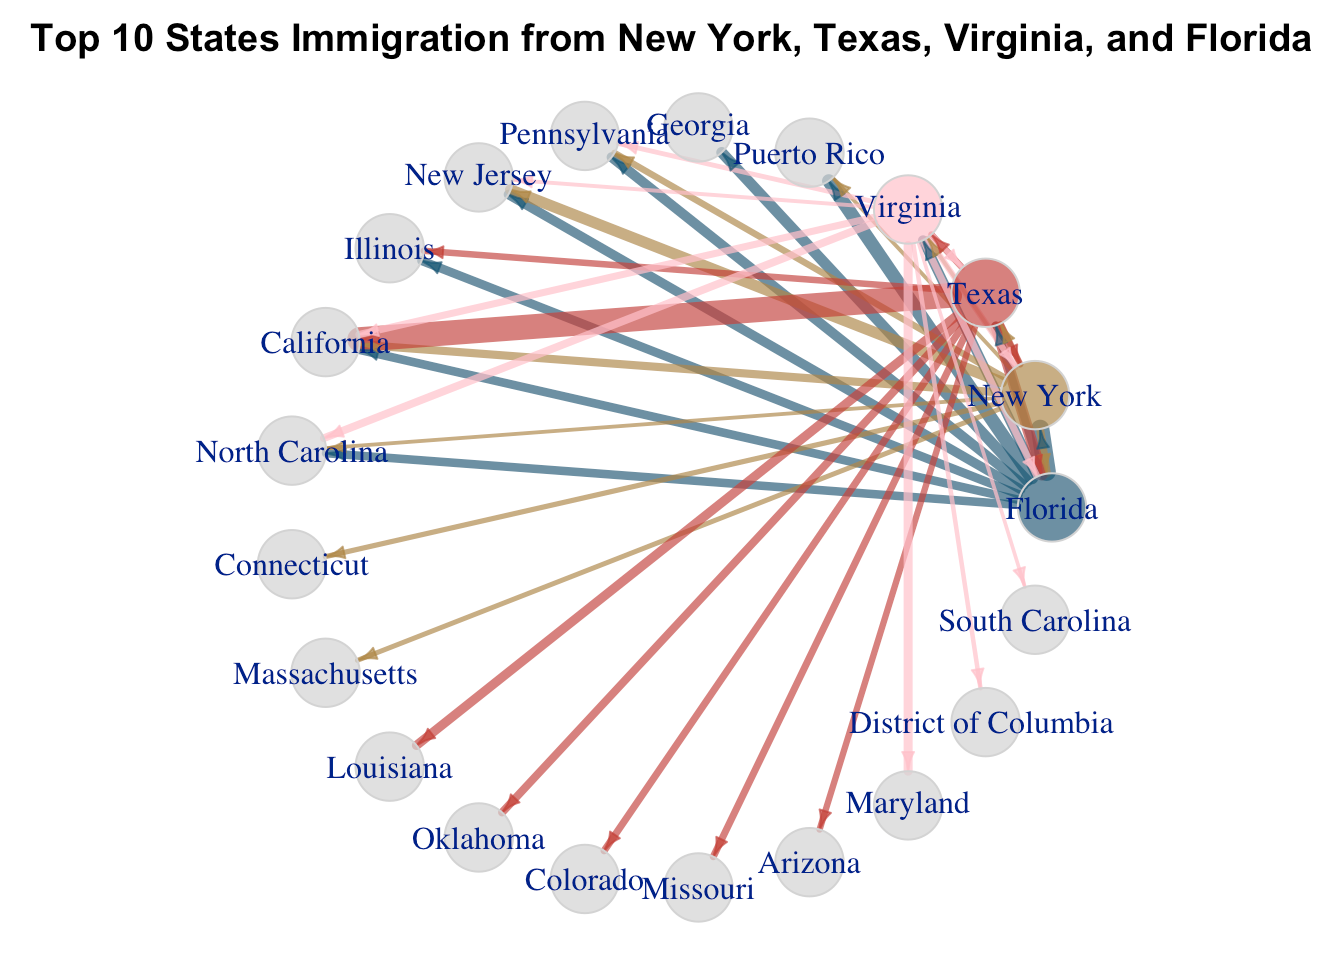 Top 10 States Immigration from New York, Texas, Virginia, and Florida
Georgia
Pennsylvania
Puerto Rico
New Jersey
Virginia
Illinois
Texas
California
New York
North Carolina
Florida
Connecticut
South Carolina
Massachusetts
District of Columbia
Louisiana
Maryland
Oklahoma
Arizona
Colorado
Missouri